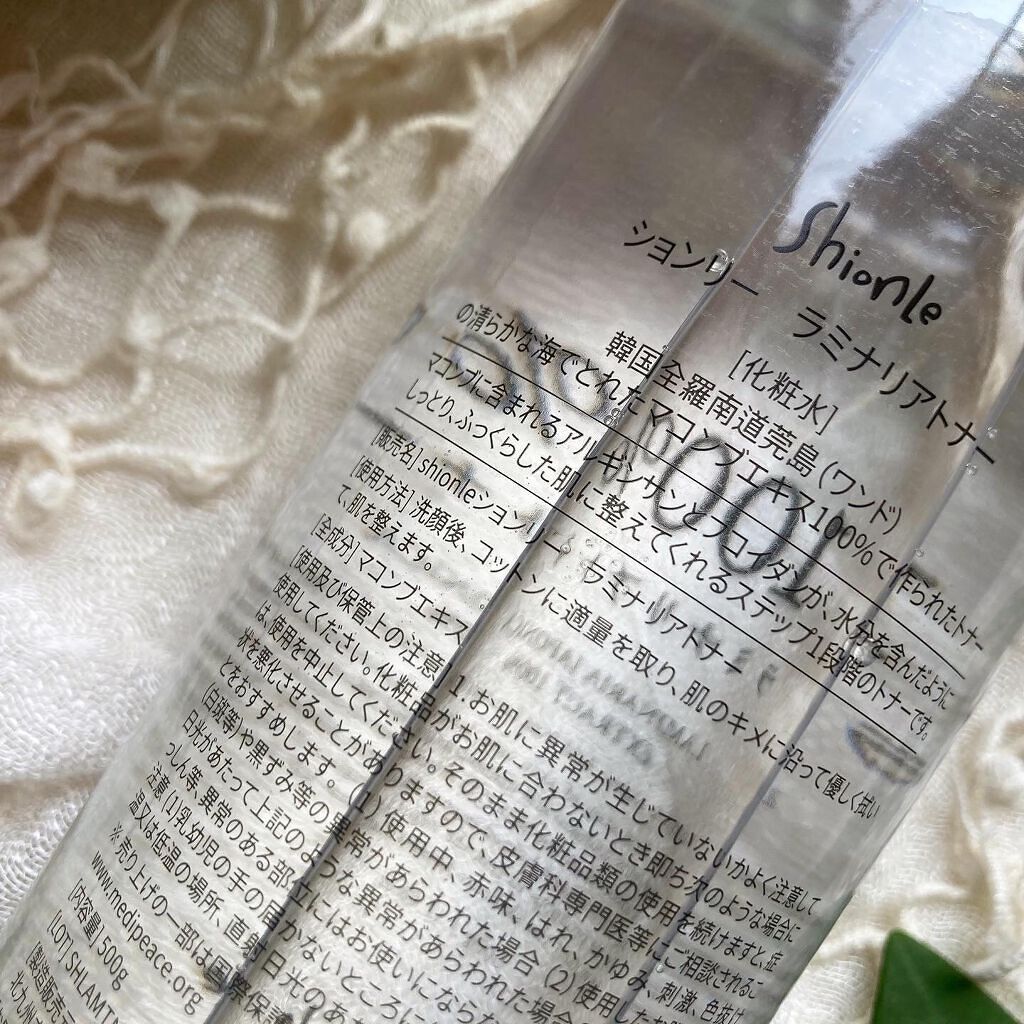 Shionle
ションリー ラミナリアトナー
[化粧水]
韓国全羅南道莞島(ワンド)
の清らかな海でとれたマコンブエキス100%で作られたトナー
マコンブに含まれるアルギンサンとフコイダンが、水分を含んだように
しっとり、ふっくらした肌に整えてくれるステップ1段階のトナーです。
[販売名] shionleションリー ラミナリアトナー
[使用方法] 洗顔後、コットンに適量を取り、肌のキメに沿って優しく拭い
て、肌を整えます。
[全成分] マコンブエキス
[使用及び保管上の注意] 1.お肌に異常が生じていないかよく注意して
使用してください。化粧品がお肌に合わないとき即ち次のような場合に
は、使用を中止してください。そのまま化粧品類の使用を続けますと、症
状を悪化させることがありますので、皮膚科専門医等にご相談されるこ
とをおすすめします。 (1) 使用中、赤味、はれ、かゆみ、刺激、色抜け
(白斑等)や黒ずみ等の異常があらわれた場合 (2) 使用した
日光があたって上記のような異常があらわれた場合
っしん等、異常のある部位にはお使いにならな
注意 (1)乳幼児の手の届かないところに
温又は低温の場所、直射日光のあ
※売り上げの一部は国際保
www.medipeace.org
[内容量] 500g
[LOT] SHLAMTN
[製造販売
北九州
100%
LAMINARIA JAPONICA
EXTRACT 100%